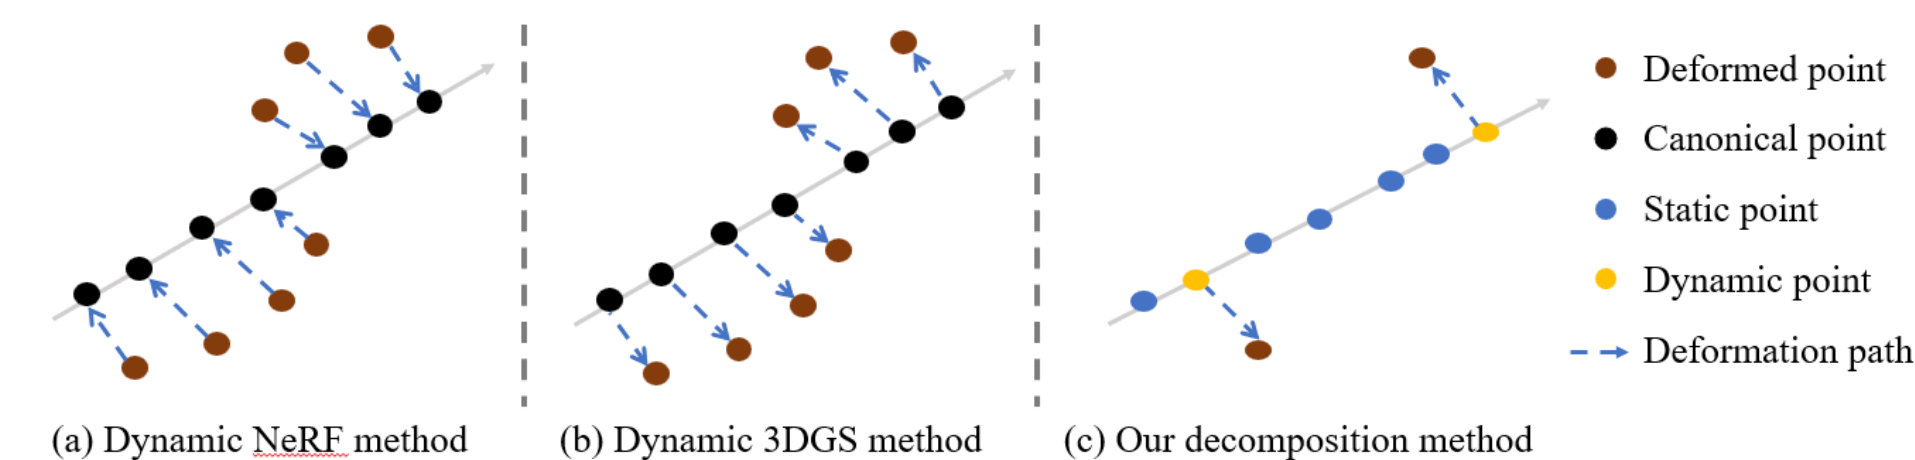 Deformed point
Canonical point
Static point
Dynamic point
Deformation path
(a) Dynamic NeRF method
(b) Dynamic 3DGS method
(c) Our decomposition method